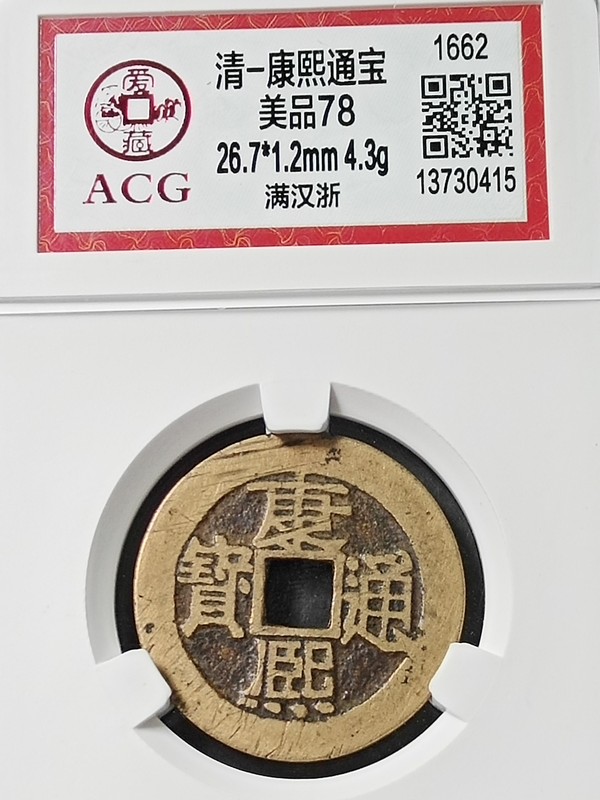 爱藏
ACG
清-康熙通宝
美品78
26.7*1.2mm 4.3g
满汉浙
1662
13730415
康熙通寶